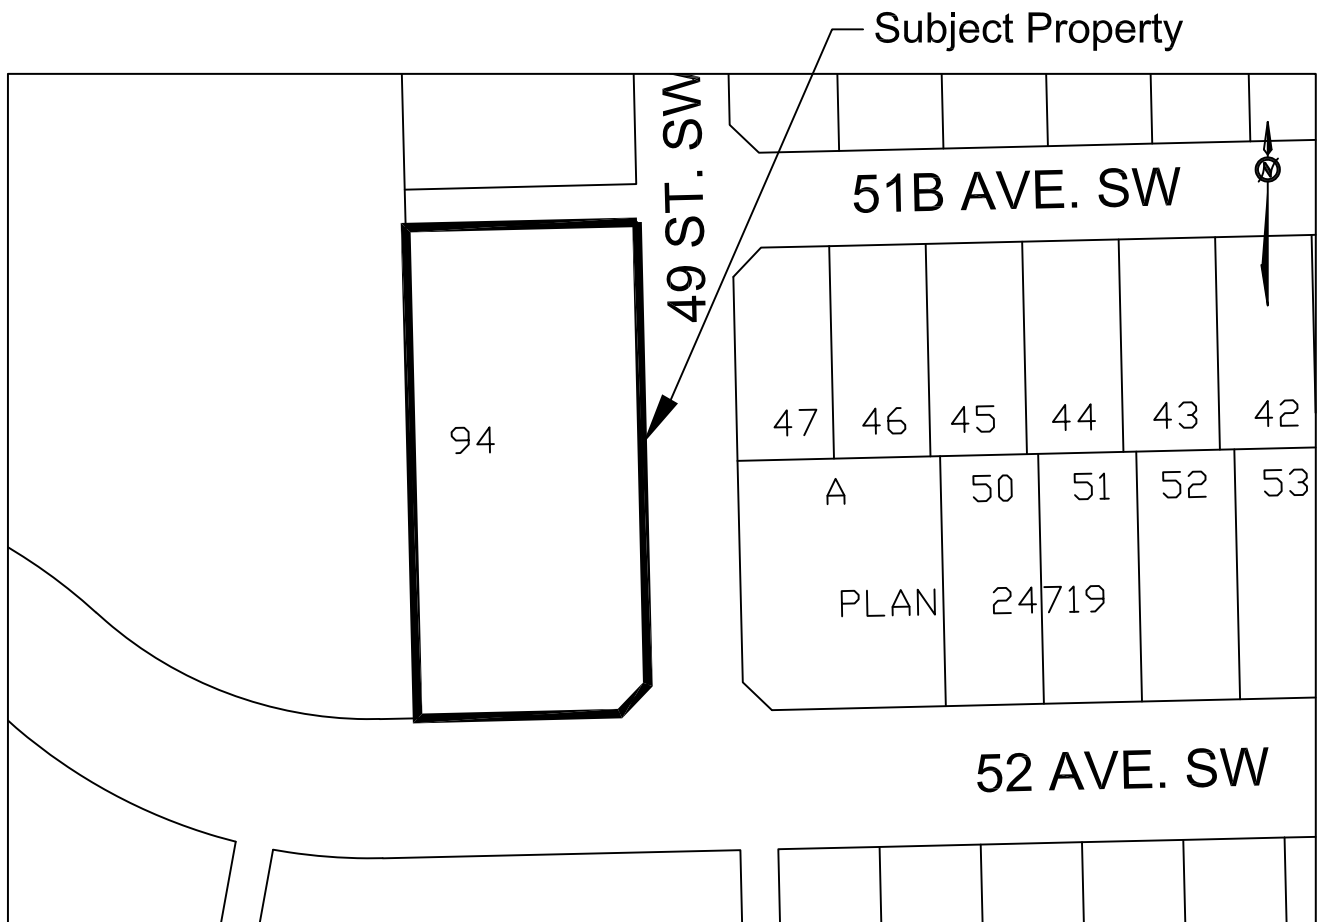 Subject Property
49 ST. SW
51B AVE. SW
N
47 46 45 44 43 42
94
A 50 51 52 53
PLAN 24719
52 AVE. SW